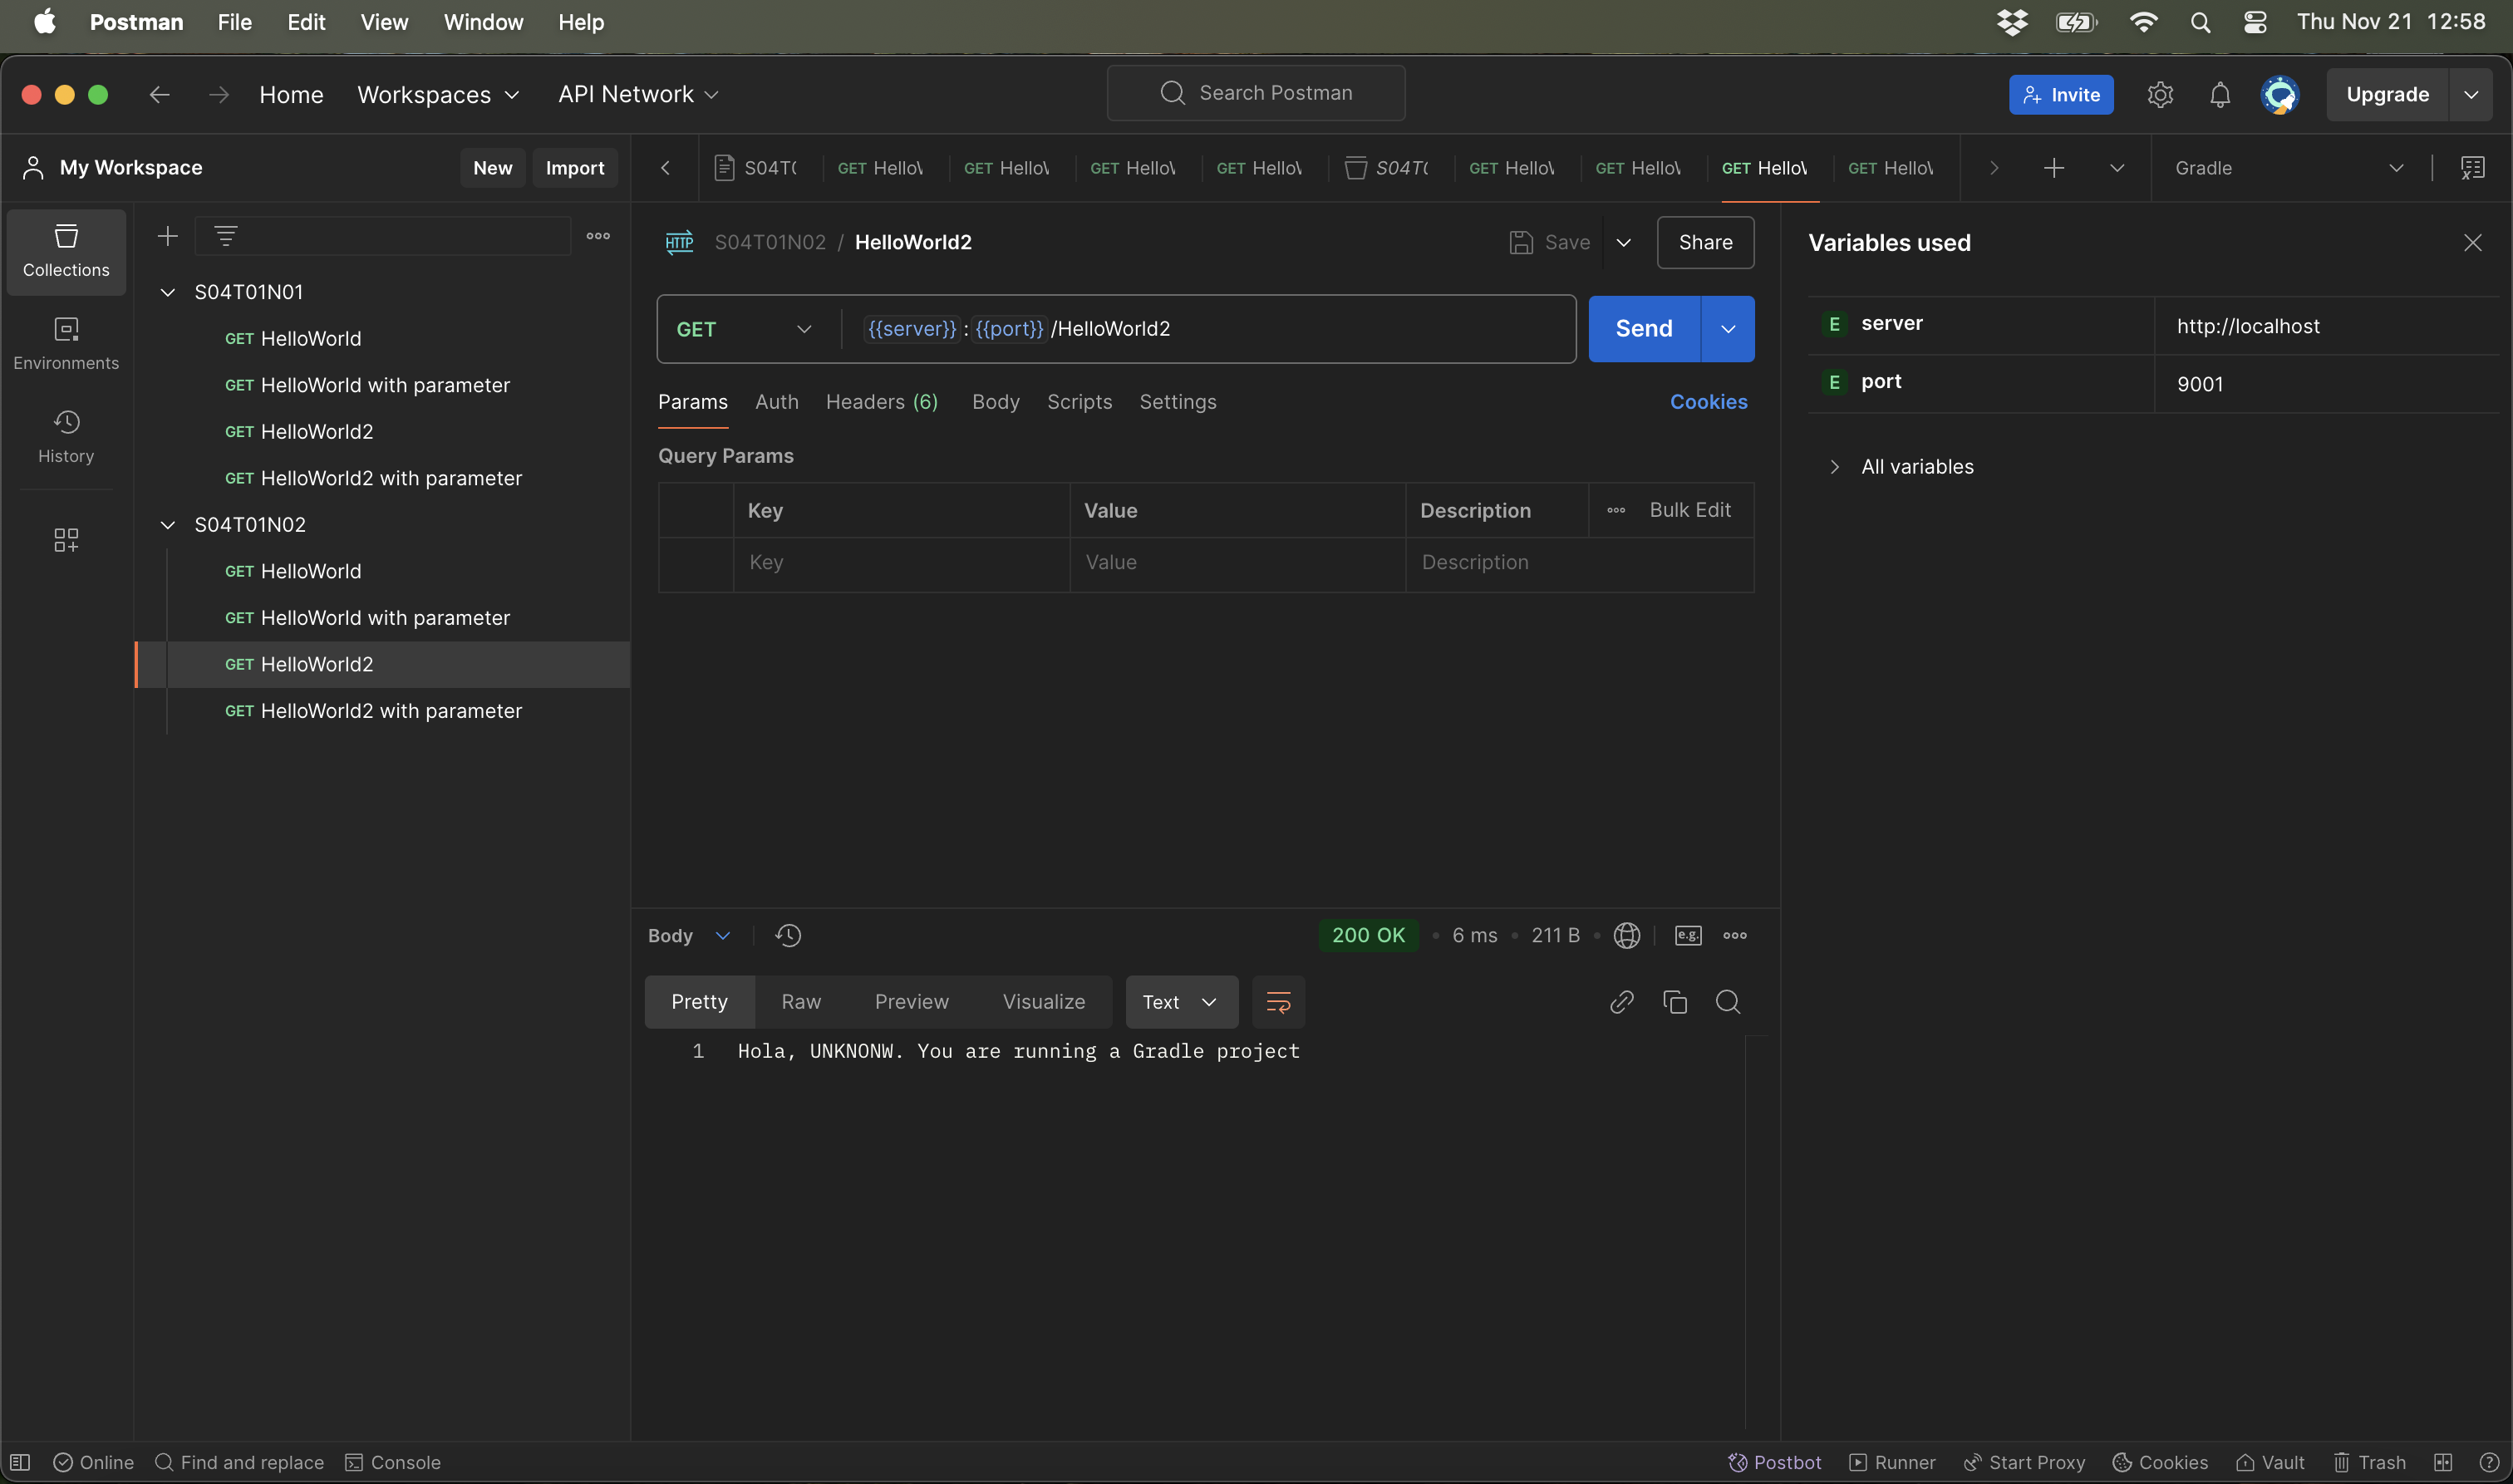 Postman File Edit View Window Help Thu Nov 21 12:58
Home Workspaces API Network Search Postman Invite Upgrade
My Workspace New Import S04T( GET Hello\ GET Hello\ GET Hello\ GET Hello\ S04T( GET Hello\ GET Hello\ GET Hello\ GET Hello\ Gradle
Collections
Environments
History
S04T01N01
GET HelloWorld
GET HelloWorld with parameter
GET HelloWorld2
GET HelloWorld2 with parameter
S04T01N02
GET HelloWorld
GET HelloWorld with parameter
GET HelloWorld2
GET HelloWorld2 with parameter
HTTP S04T01N02 / HelloWorld2 Save Share
GET {{server}}:{{port}}/HelloWorld2 Send
Params Auth Headers (6) Body Scripts Settings Cookies
Query Params
Key Value Description Bulk Edit
Key Value Description
Body 200 OK 6 ms 211 B e.g.
Pretty Raw Preview Visualize Text
1 Hola, UNKNONW. You are running a Gradle project
Variables used
E server http://localhost
E port 9001
All variables
Online Find and replace Console Postbot Runner Start Proxy Cookies Vault Trash